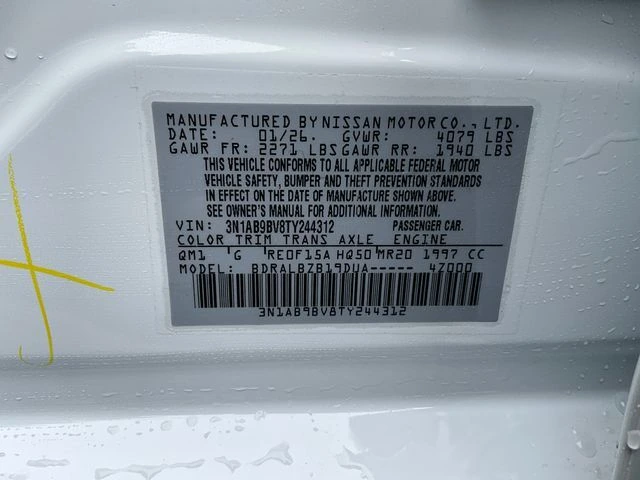 MANUFACTURED BY NISSAN MOTOR CO., LTD.
DATE: 01/26. GVWR: 4079 LBS
GAWR FR: 2271 LBS GAWR RR: 1940 LBS
THIS VEHICLE CONFORMS TO ALL APPLICABLE FEDERAL MOTOR
VEHICLE SAFETY, BUMPER AND THEFT PREVENTION STANDARDS
IN EFFECT ON THE DATE OF MANUFACTURE SHOWN ABOVE.
SEE OWNER'S MANUAL FOR ADDITIONAL INFORMATION.
VIN: 3N1AB9BV8TY244312 PASSENGER CAR.
COLOR TRIM TRANS AXLE ENGINE
QM1 G RE0F15A HQ50 MR20 1997 CC
MODEL: BDRALBZB19DUA----- 4Z000
3N1AB9BV8TY244312